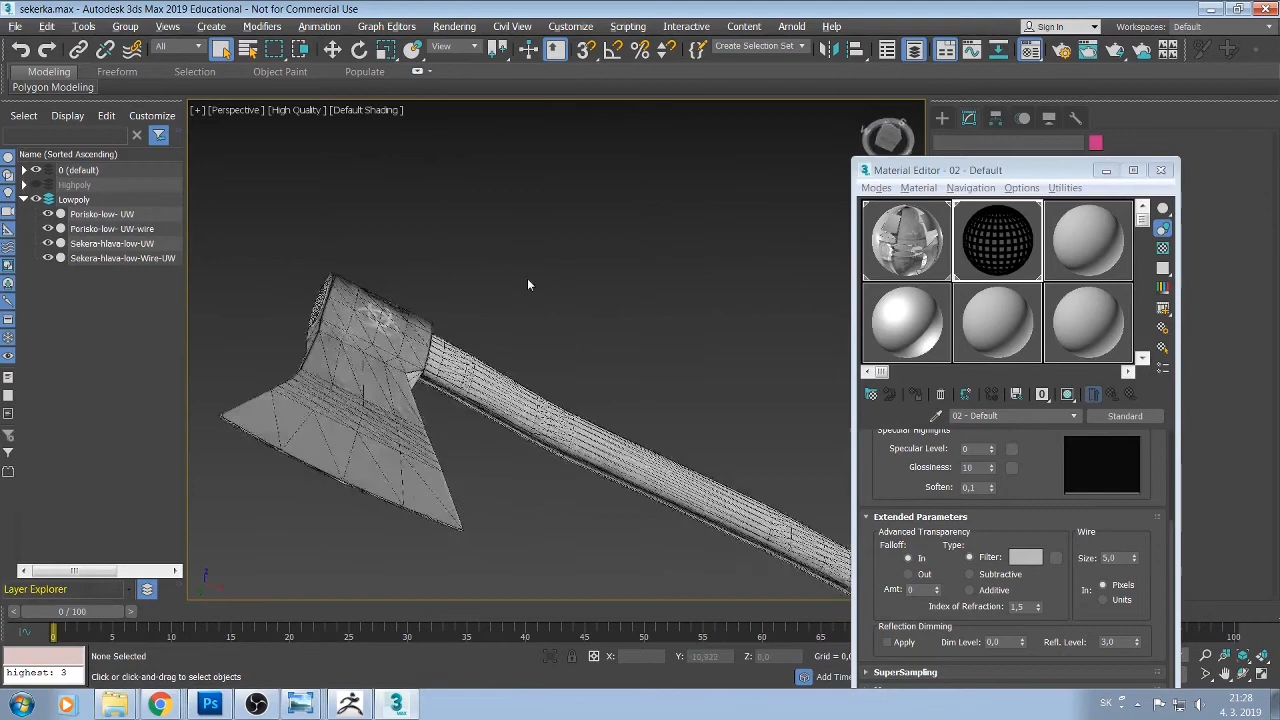 sekerka.max - Autodesk 3ds Max 2019 Educational - Not for Commercial Use
File Edit Tools Group Views Create Modifiers Animation Graph Editors Rendering Civil View Customize Scripting Interactive Content Arnold Help Sign In Workspaces: Default
All View Create Selection Set
Modeling Freeform Selection Object Paint Populate
Polygon Modeling
Select Display Edit Customize
[+] [Perspective] [High Quality] [Default Shading]
Name (Sorted Ascending)
0 (default)
Highpoly
Lowpoly
Porisko-low- UW
Porisko-low- UW-wire
Sekera-hlava-low-UW
Sekera-hlava-low-Wire-UW
Material Editor - 02 - Default
Modes Material Navigation Options Utilities
02 - Default Standard
Specular Highlights
Specular Level: 0
Glossiness: 10
Soften: 0,1
Extended Parameters
Advanced Transparency Wire
Falloff: Type:
In Filter: Size: 5,0
Out Subtractive In: Pixels
Amt: 0 Additive Units
Index of Refraction: 1,5
Reflection Dimming
Apply Dim Level: 0,0 Refl. Level: 3,0
SuperSampling
Layer Explorer
0 / 100
0 5 10 15 20 25 30 35 40 45 50 55 60 65 100
None Selected X: Y: 10,922 Z: 0,0 Grid = 0,0
highest: 3
Click or click-and-drag to select objects Add Time
SK 21:28
4. 3. 2019